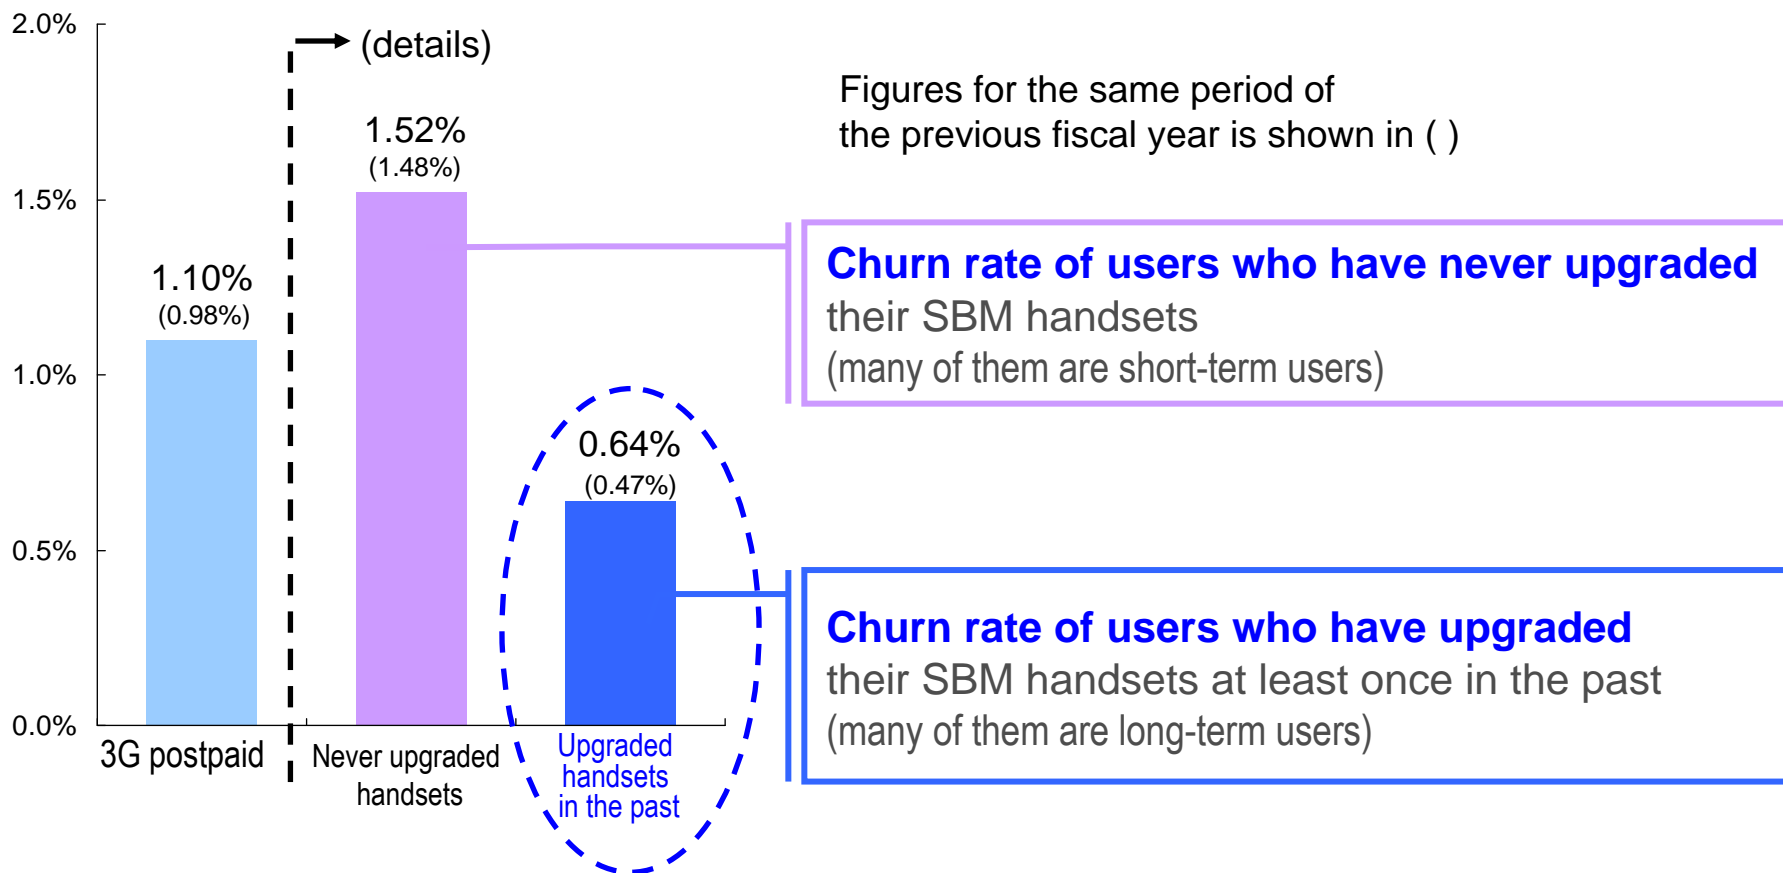 2.0%
1.5%
1.0%
0.5%
0.0%
(details)
1.10%
(0.98%)
1.52%
(1.48%)
0.64%
(0.47%)
3G postpaid
Never upgraded
handsets
Upgraded
handsets
in the past
Figures for the same period of
the previous fiscal year is shown in ( )
Churn rate of users who have never upgraded
their SBM handsets
(many of them are short-term users)
Churn rate of users who have upgraded
their SBM handsets at least once in the past
(many of them are long-term users)